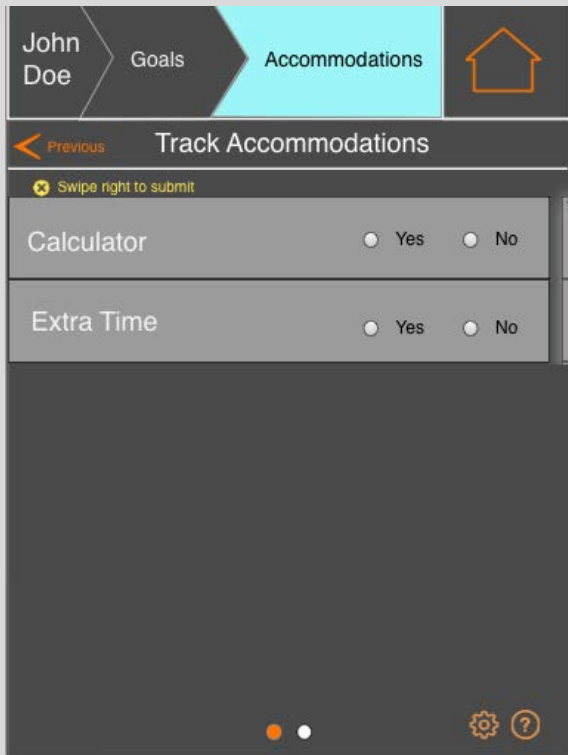 John
Doe
Goals
Accommodations
Previous
Track Accommodations
Swipe right to submit
Calculator Yes No
Extra Time Yes No
?